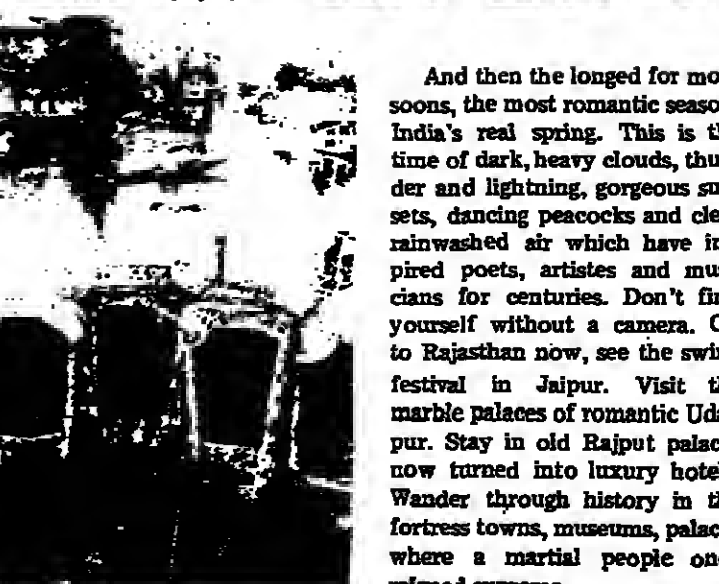 And then the longed for mo
soons, the most romantic seaso
India's real spring. This is t
time of dark, heavy clouds, thu
der and lightning, gorgeous su
sets, dancing peacocks and cle
rainwashed air which have in
pired poets, artistes and mus
cians for centuries. Don't fin
yourself without a camera. G
to Rajasthan now, see the swin
festival in Jaipur. Visit t
marble palaces of romantic Uda
pur. Stay in old Rajput palac
now turned into luxury hotel
Wander through history in t
fortress towns, museums, palac
where a martial people on